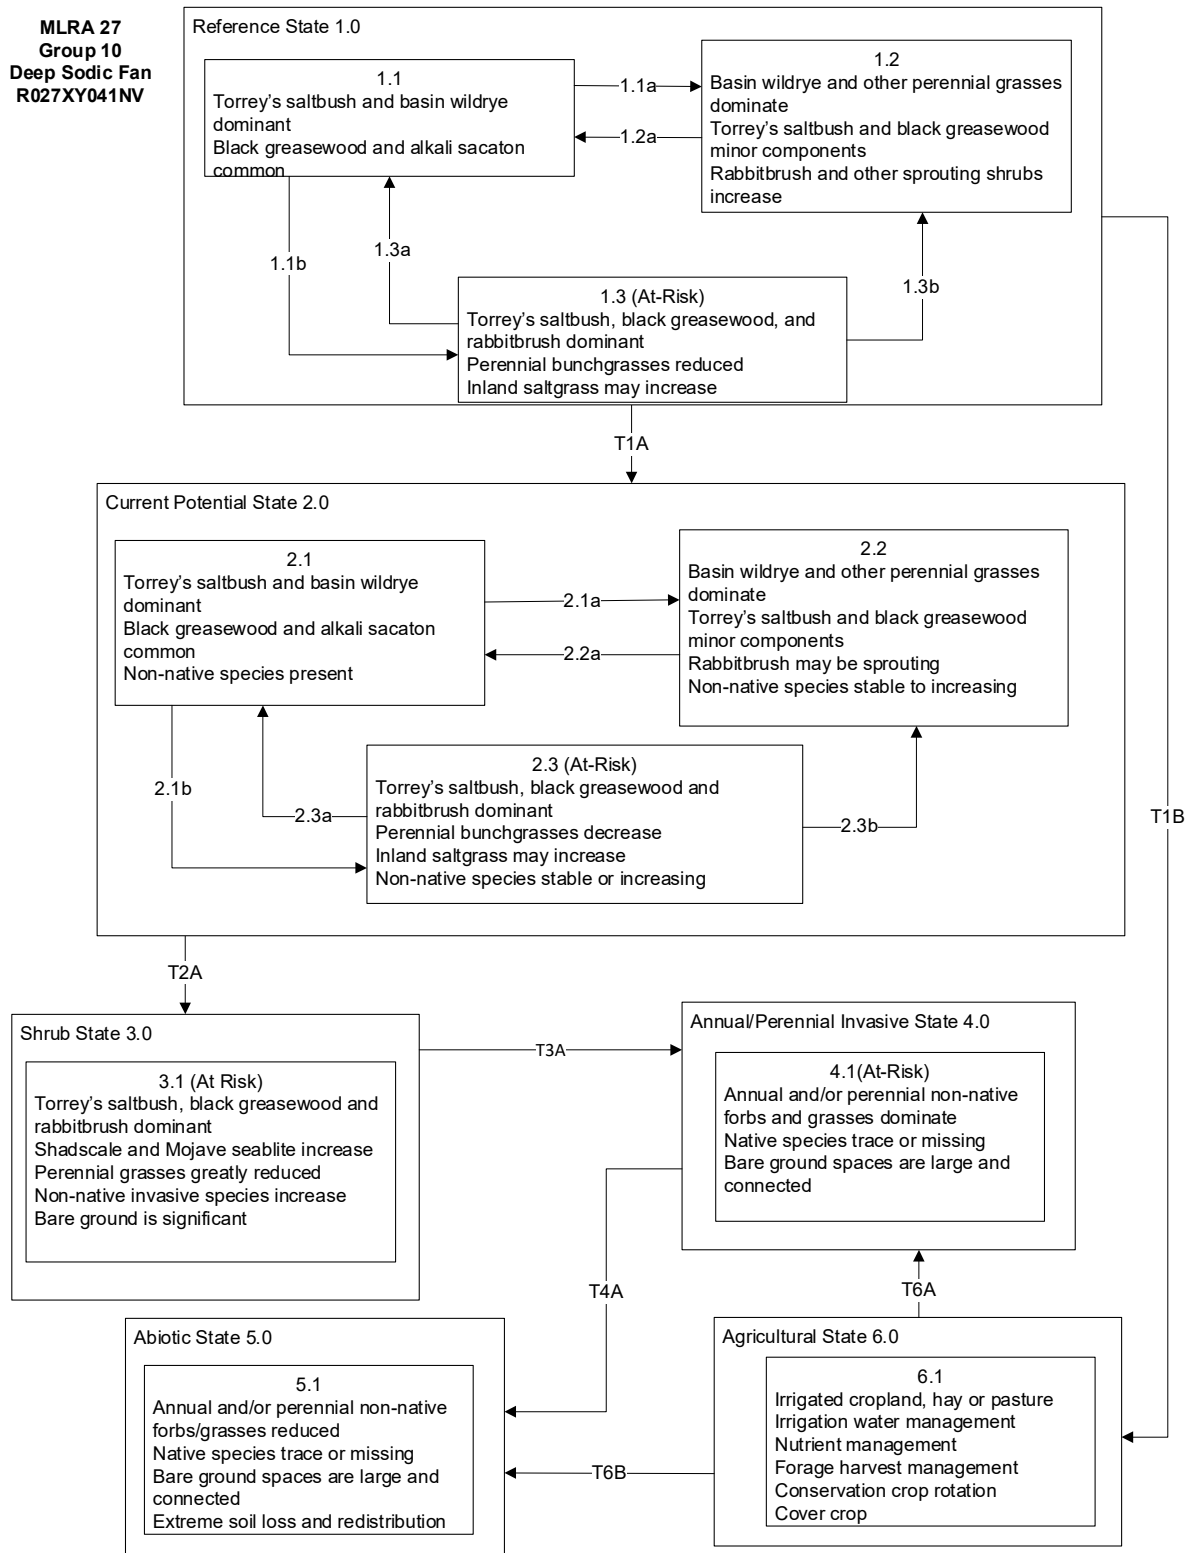 MLRA 27
Group 10
Deep Sodic Fan
R027XY041NV
Reference State 1.0
1.1
Torrey's saltbush and basin wildrye
dominant
Black greasewood and alkali sacaton
common
1.1a
1.2a
1.2
Basin wildrye and other perennial grasses
dominate
Torrey's saltbush and black greasewood
minor components
Rabbitbrush and other sprouting shrubs
increase
1.1b
1.3a
1.3b
1.3 (At-Risk)
Torrey's saltbush, black greasewood, and
rabbitbrush dominant
Perennial bunchgrasses reduced
Inland saltgrass may increase
T1A
T1B
Current Potential State 2.0
2.1
Torrey's saltbush and basin wildrye
dominant
Black greasewood and alkali sacaton
common
Non-native species present
2.1a
2.2a
2.2
Basin wildrye and other perennial grasses
dominate
Torrey's saltbush and black greasewood
minor components
Rabbitbrush may be sprouting
Non-native species stable to increasing
2.1b
2.3a
2.3b
2.3 (At-Risk)
Torrey's saltbush, black greasewood and
rabbitbrush dominant
Perennial bunchgrasses decrease
Inland saltgrass may increase
Non-native species stable or increasing
T2A
Shrub State 3.0
3.1 (At Risk)
Torrey's saltbush, black greasewood and
rabbitbrush dominant
Shadscale and Mojave seablite increase
Perennial grasses greatly reduced
Non-native invasive species increase
Bare ground is significant
T3A
Annual/Perennial Invasive State 4.0
4.1(At-Risk)
Annual and/or perennial non-native
forbs and grasses dominate
Native species trace or missing
Bare ground spaces are large and
connected
T4A
T6A
Abiotic State 5.0
5.1
Annual and/or perennial non-native
forbs/grasses reduced
Native species trace or missing
Bare ground spaces are large and
connected
Extreme soil loss and redistribution
T6B
Agricultural State 6.0
6.1
Irrigated cropland, hay or pasture
Irrigation water management
Nutrient management
Forage harvest management
Conservation crop rotation
Cover crop